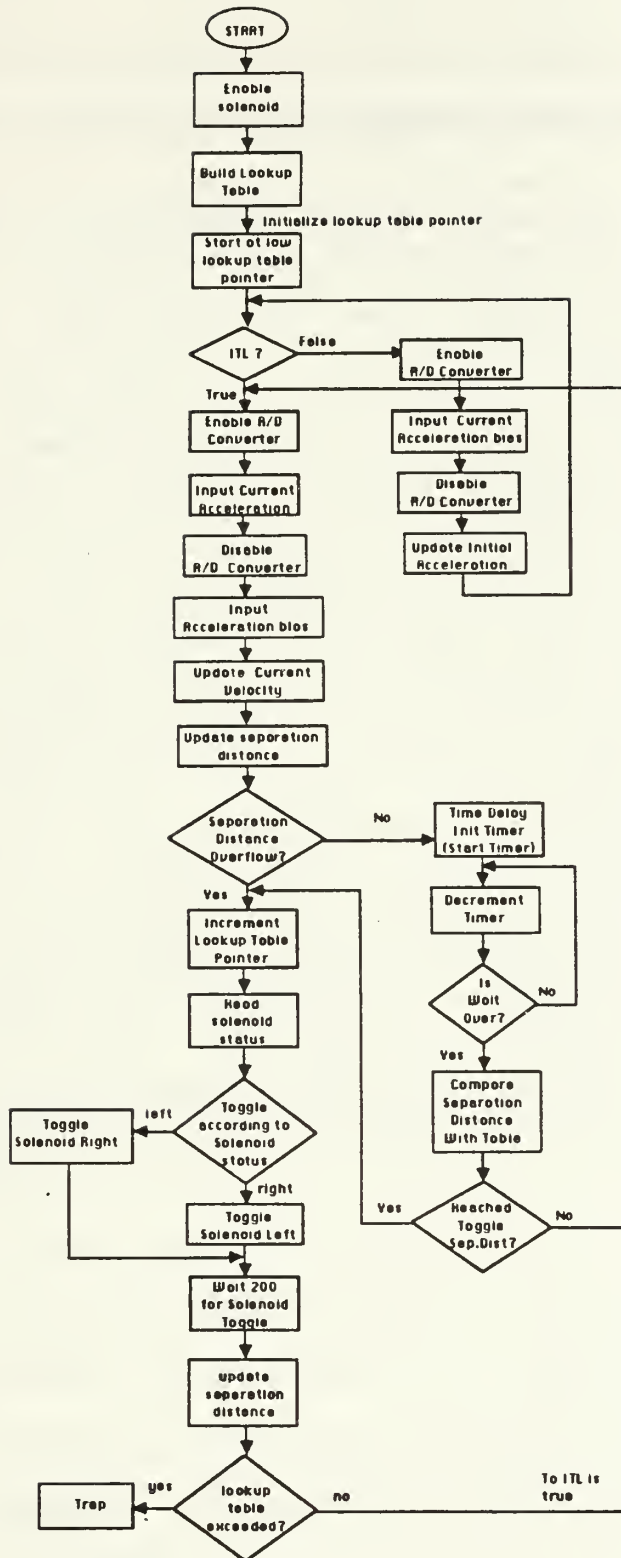 START
Enable
solenoid
Build Lookup
Table
Initialize lookup table pointer
Start of low
lookup table
pointer
ITL ?
False
True
Enable
A/D Converter
Input Current
Acceleration bias
Disable
A/D Converter
Update Initial
Acceleration
Enable A/D
Converter
Input Current
Acceleration
Disable
A/D Converter
Input
Acceleration bias
Update Current
Velocity
Update separation
distance
Separation
Distance
Overflow?
No
Yes
Time Delay
Init Timer
(Start Timer)
Decrement
Timer
Is
Wait
Over?
No
Yes
Compare
Separation
Distance
With Table
Reached
Toggle
Sep.Dist?
Yes
No
Increment
Lookup Table
Pointer
Read
solenoid
status
Toggle
according to
Solenoid
status
left
right
Toggle
Solenoid Right
Toggle
Solenoid Left
Wait 200
for Solenoid
Toggle
update
separation
distance
lookup
table
exceeded?
yes
no
Trap
To ITL is
true